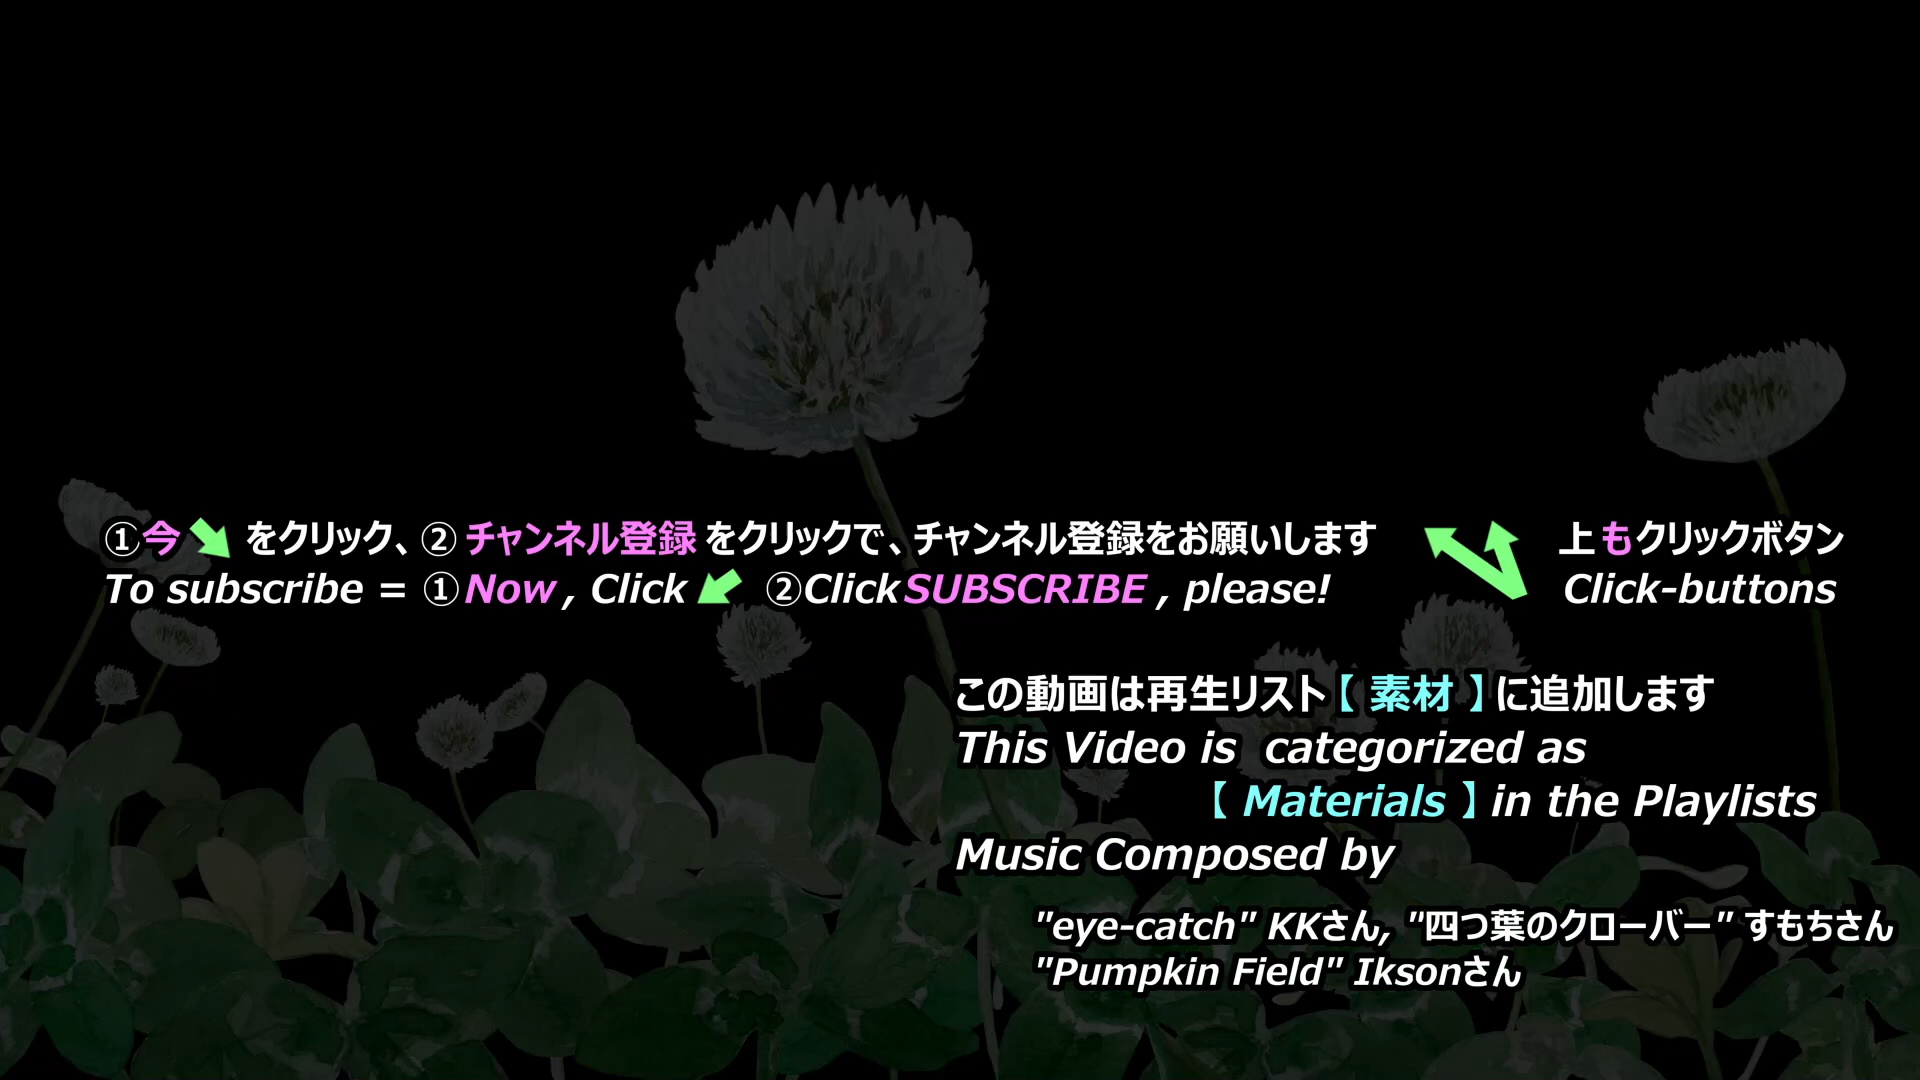 ①今 をクリック、② チャンネル登録 をクリックで、チャンネル登録をお願いします
上もクリックボタン
To subscribe = ①Now, Click ②Click SUBSCRIBE, please!
Click-buttons
この動画は再生リスト【 素材 】に追加します
This Video is categorized as
【 Materials 】in the Playlists
Music Composed by
"eye-catch" KKさん, "四つ葉のクローバー" すもちさん
"Pumpkin Field" Iksonさん